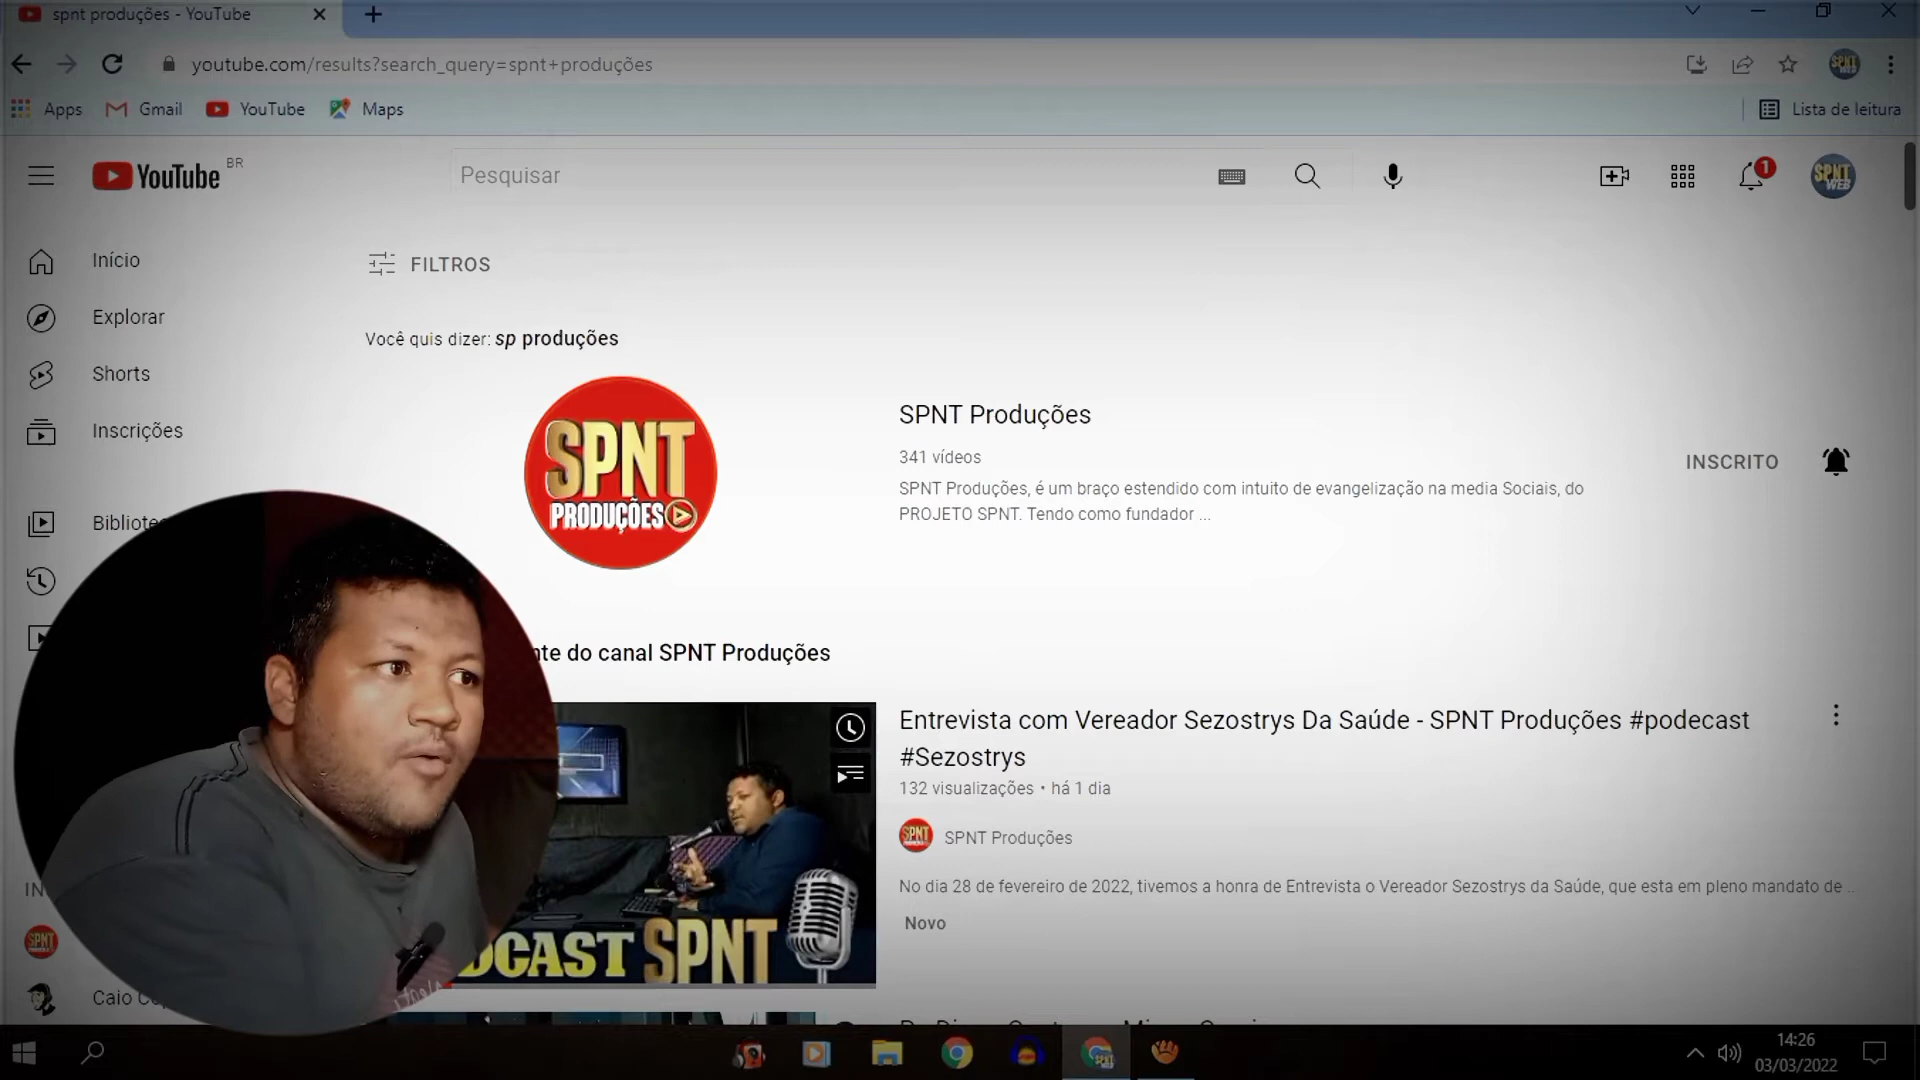 spnt produções - YouTube
youtube.com/results?search_query=spnt+produções
Apps
Gmail
YouTube
Maps
Lista de leitura
YouTube BR
Pesquisar
1
SPNT
WEB
Início
FILTROS
Explorar
Você quis dizer: sp produções
Shorts
Inscrições
SPNT
PRODUÇÕES
SPNT Produções
341 vídeos
SPNT Produções, é um braço estendido com intuito de evangelização na media Sociais, do
PROJETO SPNT. Tendo como fundador ...
INSCRITO
do canal SPNT Produções
Entrevista com Vereador Sezostrys Da Saúde - SPNT Produções #podecast
#Sezostrys
132 visualizações • há 1 dia
SPNT Produções
No dia 28 de fevereiro de 2022, tivemos a honra de Entrevista o Vereador Sezostrys da Saúde, que esta em pleno mandato de ...
Novo
SPNT
Caio
14:26
03/03/2022